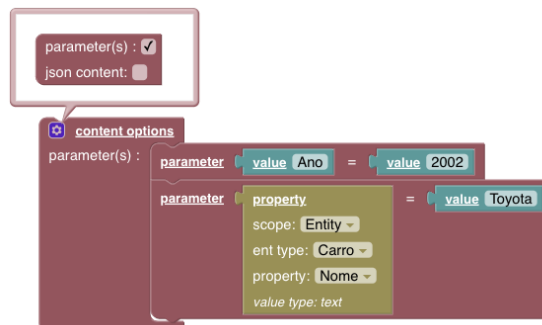 parameter(s) : ✓
json content:
content options
parameter(s) :
parameter value Ano = value 2002
parameter property = value Toyota
scope: Entity
ent type: Carro
property: Nome
value type: text